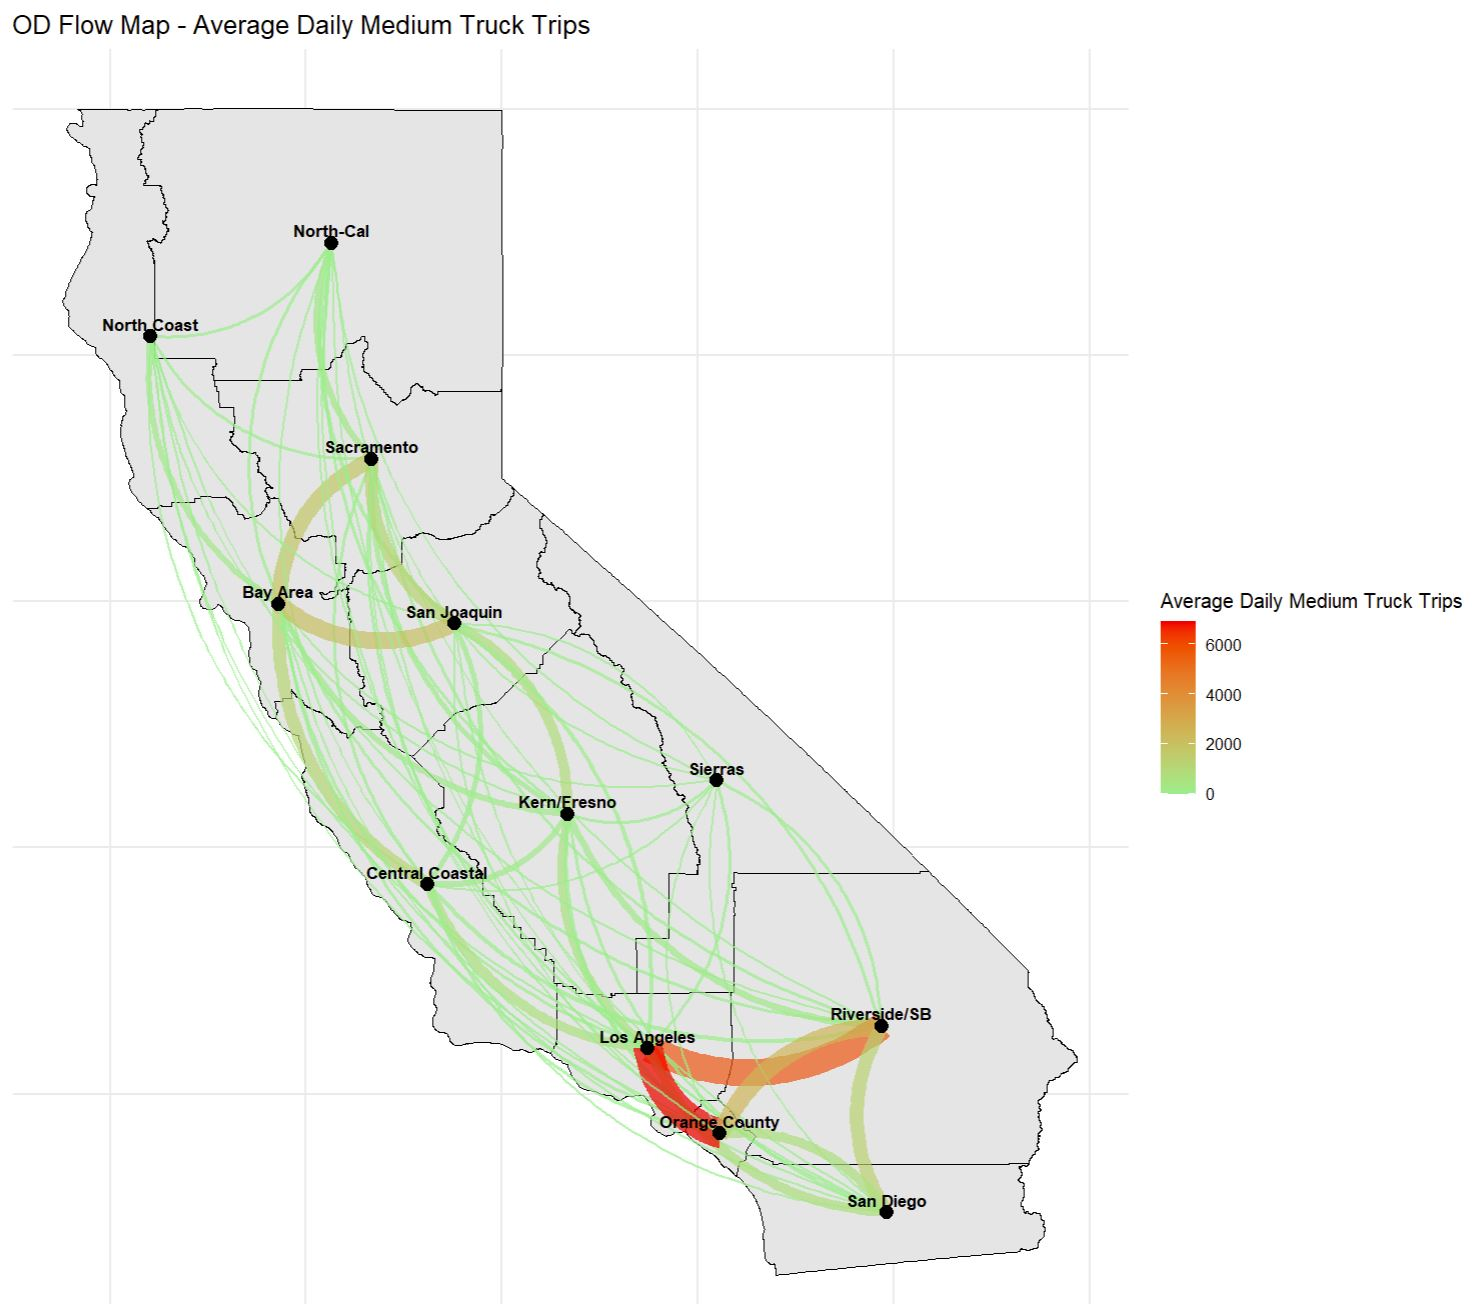 OD Flow Map - Average Daily Medium Truck Trips
North-Cal
North Coast
Sacramento
Bay Area
San Joaquin
Average Daily Medium Truck Trips
6000
4000
2000
0
Sierras
Kern/Fresno
Central Coastal
Riverside/SB
Los Angeles
Orange County
San Diego